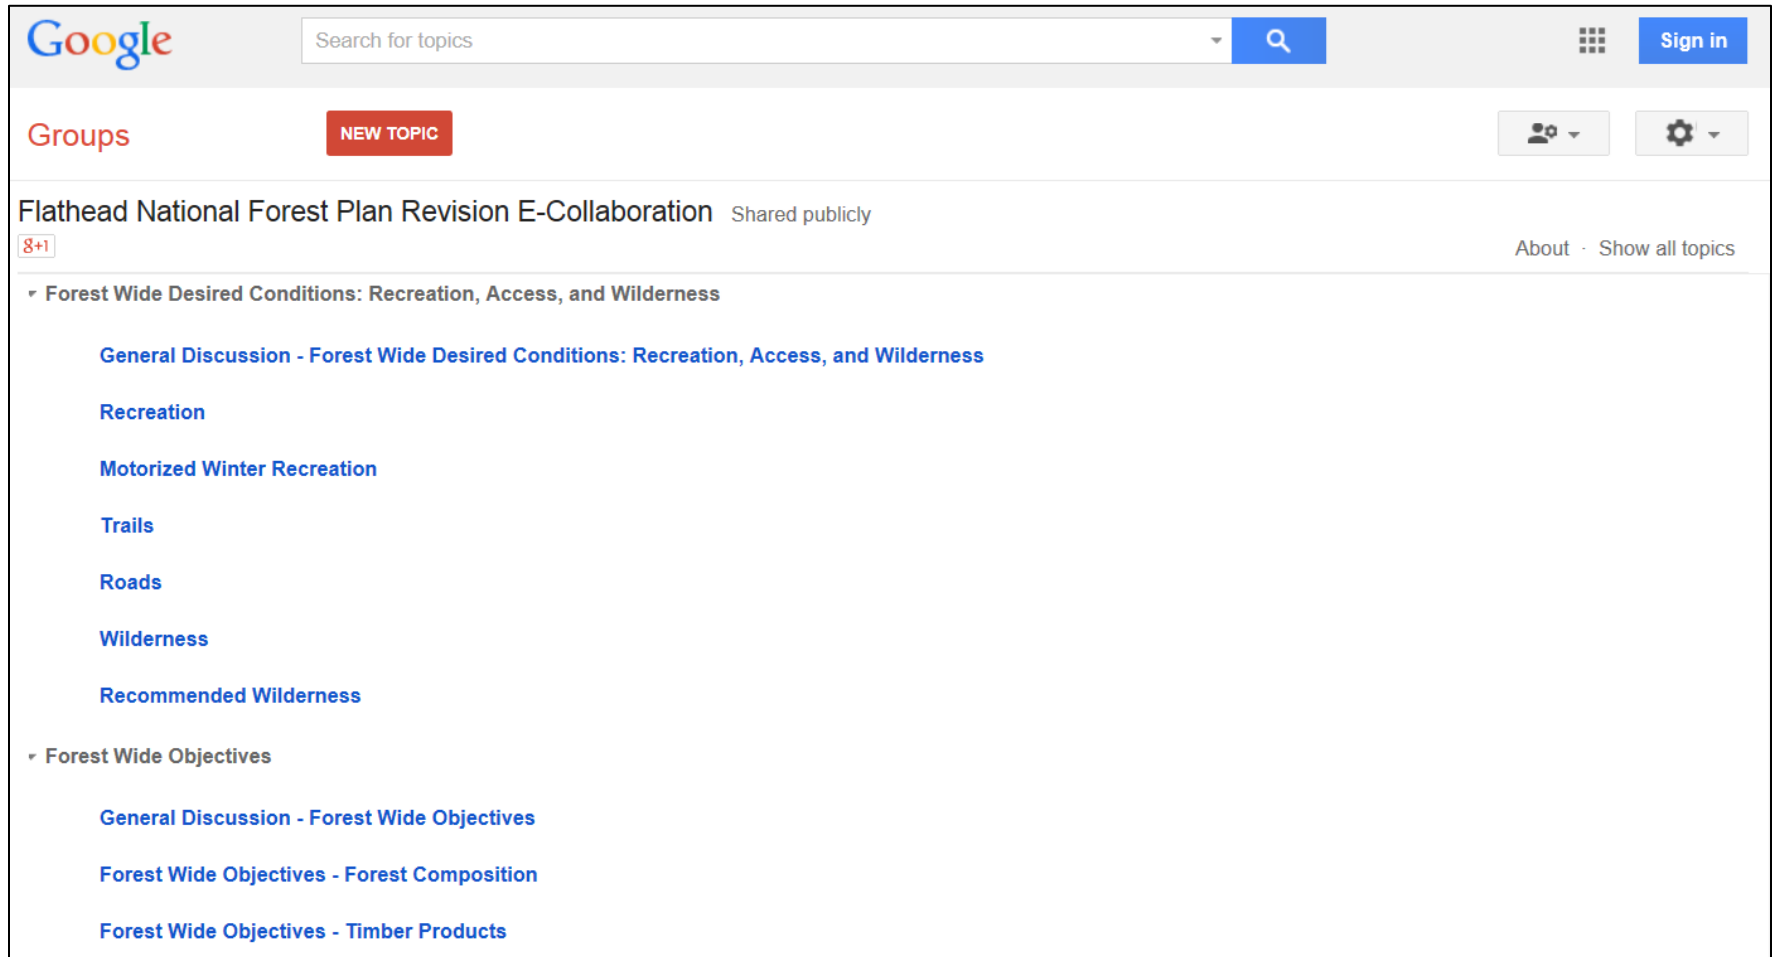 Google Search for topics Sign in
Groups NEW TOPIC
Flathead National Forest Plan Revision E-Collaboration Shared publicly
g+1
About · Show all topics
Forest Wide Desired Conditions: Recreation, Access, and Wilderness
General Discussion - Forest Wide Desired Conditions: Recreation, Access, and Wilderness
Recreation
Motorized Winter Recreation
Trails
Roads
Wilderness
Recommended Wilderness
Forest Wide Objectives
General Discussion - Forest Wide Objectives
Forest Wide Objectives - Forest Composition
Forest Wide Objectives - Timber Products